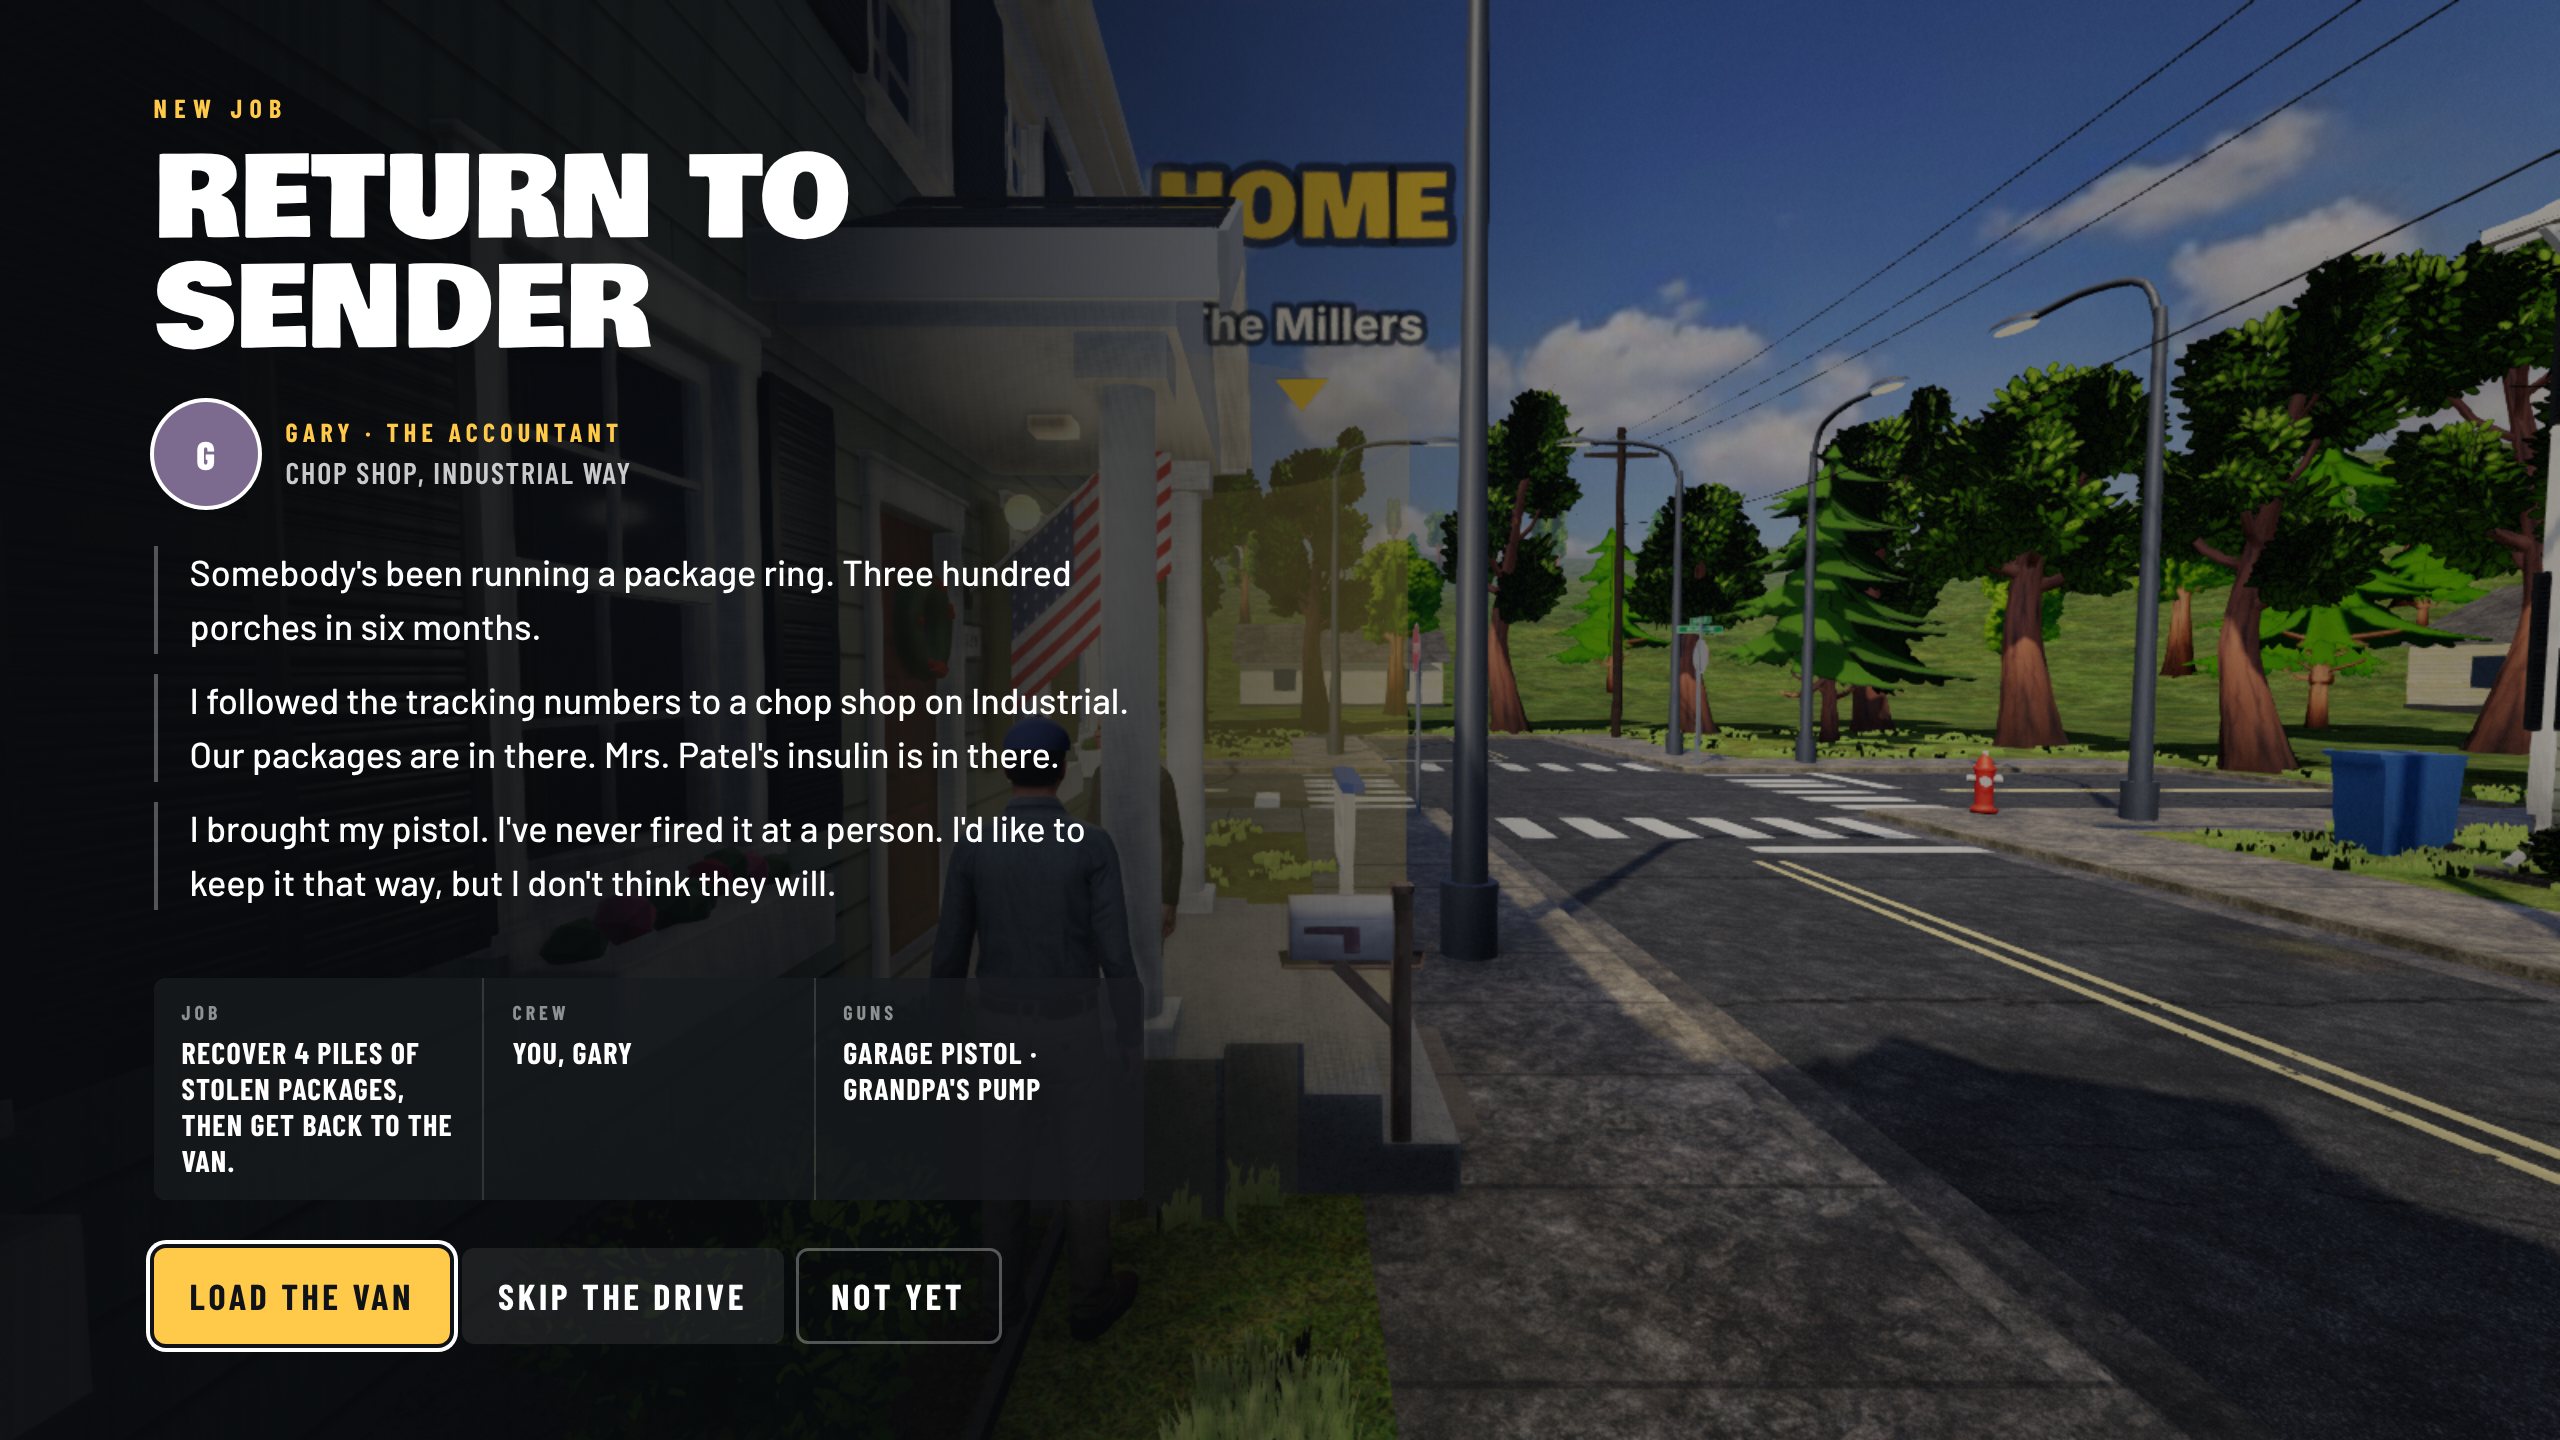 NEW JOB
RETURN TO
SENDER
HOME
The Millers
G
GARY · THE ACCOUNTANT
CHOP SHOP, INDUSTRIAL WAY
Somebody's been running a package ring. Three hundred
porches in six months.
I followed the tracking numbers to a chop shop on Industrial.
Our packages are in there. Mrs. Patel's insulin is in there.
I brought my pistol. I've never fired it at a person. I'd like to
keep it that way, but I don't think they will.
JOB
RECOVER 4 PILES OF
STOLEN PACKAGES,
THEN GET BACK TO THE
VAN.
CREW
YOU, GARY
GUNS
GARAGE PISTOL ·
GRANDPA'S PUMP
LOAD THE VAN
SKIP THE DRIVE
NOT YET